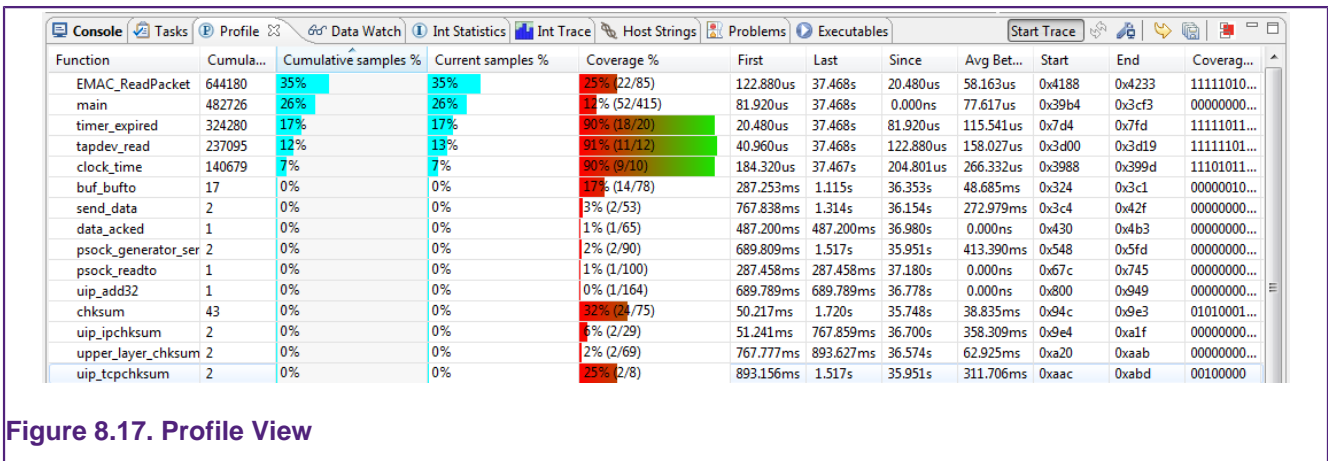 Console Tasks Profile Data Watch Int Statistics Int Trace Host Strings Problems Executables Start Trace
Function Cumula... Cumulative samples % Current samples % Coverage % First Last Since Avg Bet... Start End Coverag...
EMAC_ReadPacket 644180 35% 35% 25% (22/85) 122.880us 37.468s 20.480us 58.163us 0x4188 0x4233 11111010...
main 482726 26% 26% 12% (52/415) 81.920us 37.468s 0.000ns 77.617us 0x39b4 0x3cf3 00000000...
timer_expired 324280 17% 17% 90% (18/20) 20.480us 37.468s 81.920us 115.541us 0x7d4 0x7fd 11111011...
tapdev_read 237095 12% 13% 91% (11/12) 40.960us 37.468s 122.880us 158.027us 0x3d00 0x3d19 11111101...
clock_time 140679 7% 7% 90% (9/10) 184.320us 37.467s 204.801us 266.332us 0x3988 0x399d 11101011...
buf_bufto 17 0% 0% 17% (14/78) 287.253ms 1.115s 36.353s 48.685ms 0x324 0x3c1 00000010...
send_data 2 0% 0% 3% (2/53) 767.838ms 1.314s 36.154s 272.979ms 0x3c4 0x42f 00000000...
data_acked 1 0% 0% 1% (1/65) 487.200ms 487.200ms 36.980s 0.000ns 0x430 0x4b3 00000000...
psock_generator_ser 2 0% 0% 2% (2/90) 689.809ms 1.517s 35.951s 413.390ms 0x548 0x5fd 00000000...
psock_readto 1 0% 0% 1% (1/100) 287.458ms 287.458ms 37.180s 0.000ns 0x67c 0x745 00000000...
uip_add32 1 0% 0% 0% (1/164) 689.789ms 689.789ms 36.778s 0.000ns 0x800 0x949 00000000...
chksum 43 0% 0% 32% (24/75) 50.217ms 1.720s 35.748s 38.835ms 0x94c 0x9e3 01010001...
uip_ipchksum 2 0% 0% 6% (2/29) 51.241ms 767.859ms 36.700s 358.309ms 0x9e4 0xa1f 00000000...
upper_layer_chksum 2 0% 0% 2% (2/69) 767.777ms 893.627ms 36.574s 62.925ms 0xa20 0xaab 00000000...
uip_tcpchksum 2 0% 0% 25% (2/8) 893.156ms 1.517s 35.951s 311.706ms 0xaac 0xabd 00100000
Figure 8.17. Profile View